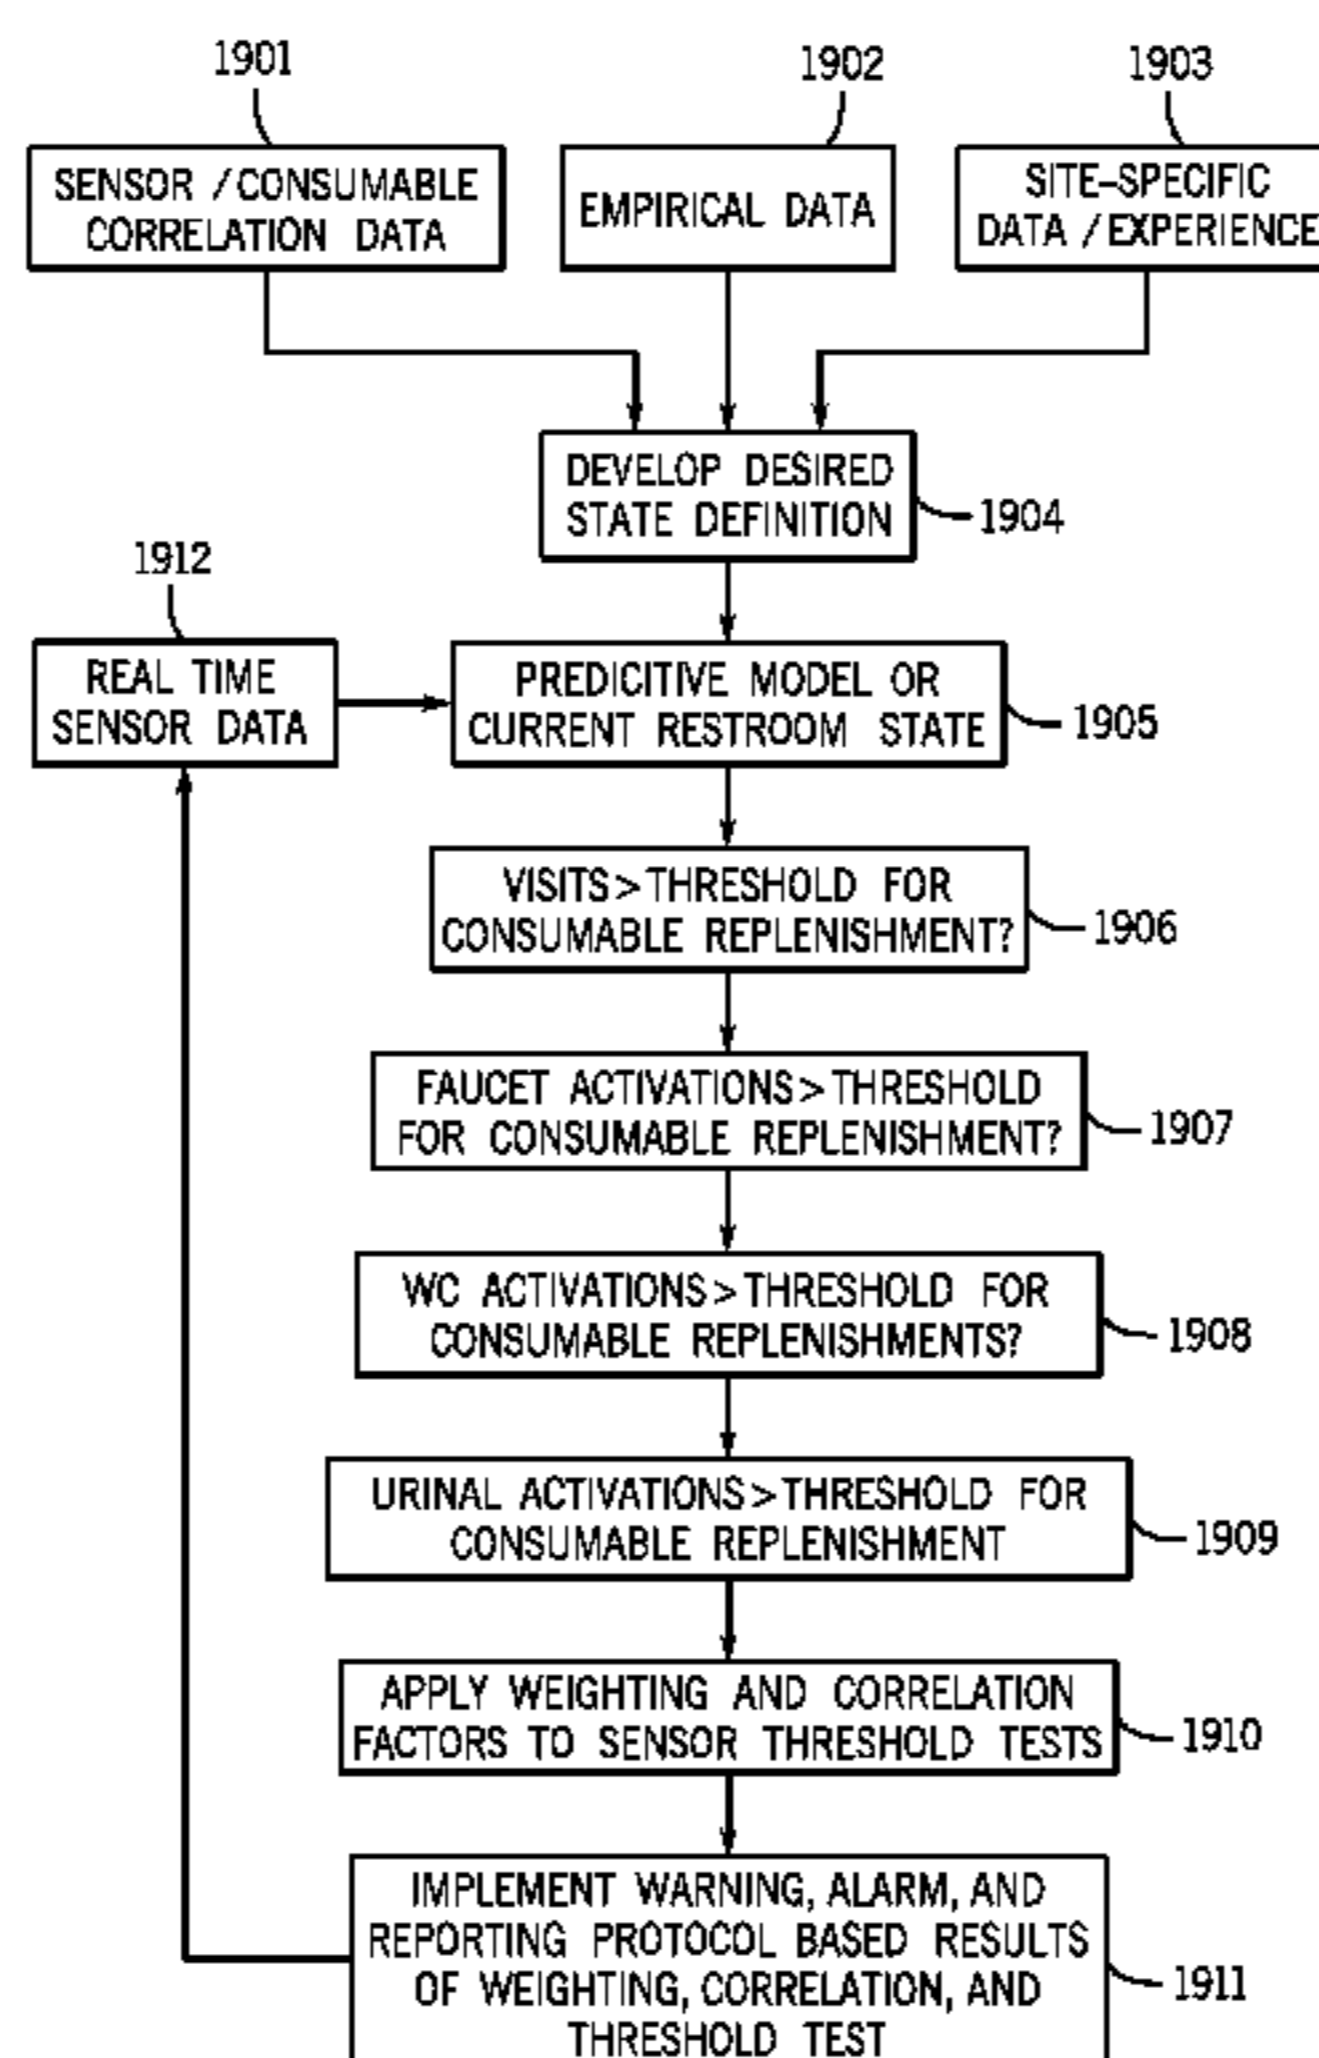 1901
1902
1903
SENSOR /CONSUMABLE
CORRELATION DATA
EMPIRICAL DATA
SITE-SPECIFIC
DATA /EXPERIENCE
DEVELOP DESIRED
STATE DEFINITION
1904
1912
REAL TIME
SENSOR DATA
PREDICITIVE MODEL OR
CURRENT RESTROOM STATE
1905
VISITS>THRESHOLD FOR
CONSUMABLE REPLENISHMENT?
1906
FAUCET ACTIVATIONS>THRESHOLD
FOR CONSUMABLE REPLENISHMENT?
1907
WC ACTIVATIONS>THRESHOLD FOR
CONSUMABLE REPLENISHMENTS?
1908
URINAL ACTIVATIONS>THRESHOLD FOR
CONSUMABLE REPLENISHMENT
1909
APPLY WEIGHTING AND CORRELATION
FACTORS TO SENSOR THRESHOLD TESTS
1910
IMPLEMENT WARNING, ALARM, AND
REPORTING PROTOCOL BASED RESULTS
OF WEIGHTING, CORRELATION, AND
THRESHOLD TEST
1911